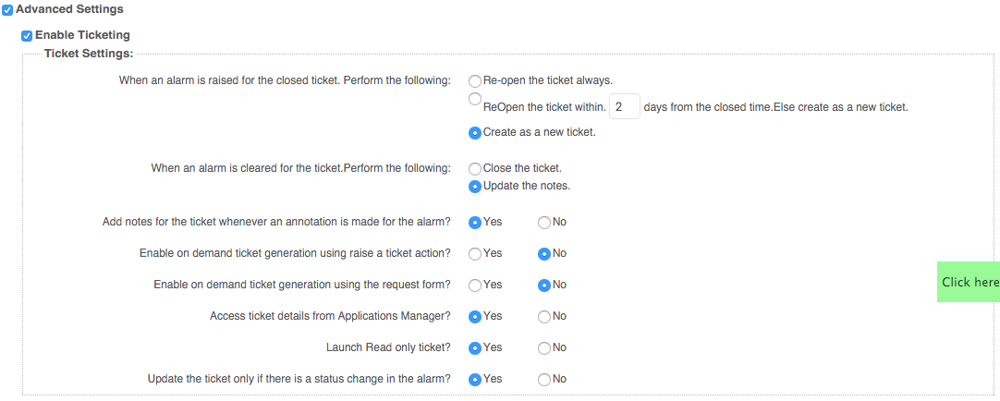 Advanced Settings
Enable Ticketing
Ticket Settings:
When an alarm is raised for the closed ticket. Perform the following: Re-open the ticket always.
ReOpen the ticket within. 2 days from the closed time.Else create as a new ticket.
Create as a new ticket.
When an alarm is cleared for the ticket.Perform the following: Close the ticket.
Update the notes.
Add notes for the ticket whenever an annotation is made for the alarm? Yes No
Enable on demand ticket generation using raise a ticket action? Yes No
Enable on demand ticket generation using the request form? Yes No
Click here
Access ticket details from Applications Manager? Yes No
Launch Read only ticket? Yes No
Update the ticket only if there is a status change in the alarm? Yes No